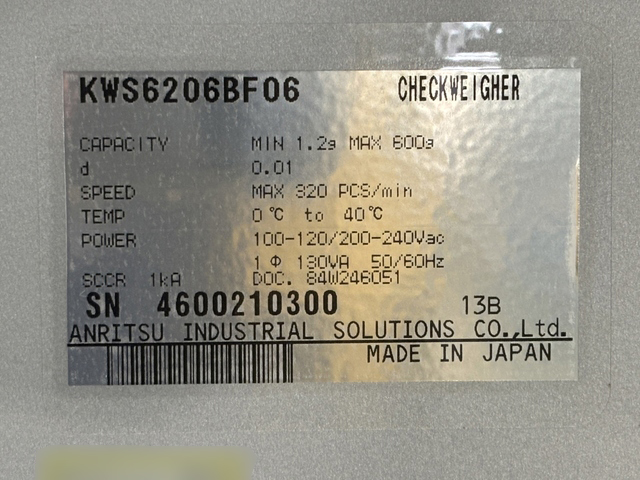 KWS6206BF06 CHECKWEIGHER
CAPACITY MIN 1.2g MAX 600g
d 0.01
SPEED MAX 320 PCS/min
TEMP 0℃ to 40℃
POWER 100-120/200-240Vac
1 Φ 130VA 50/60Hz
SCCR 1kA DOC. 84W246051
SN 4600210300 13B
ANRITSU INDUSTRIAL SOLUTIONS CO.,Ltd.
MADE IN JAPAN